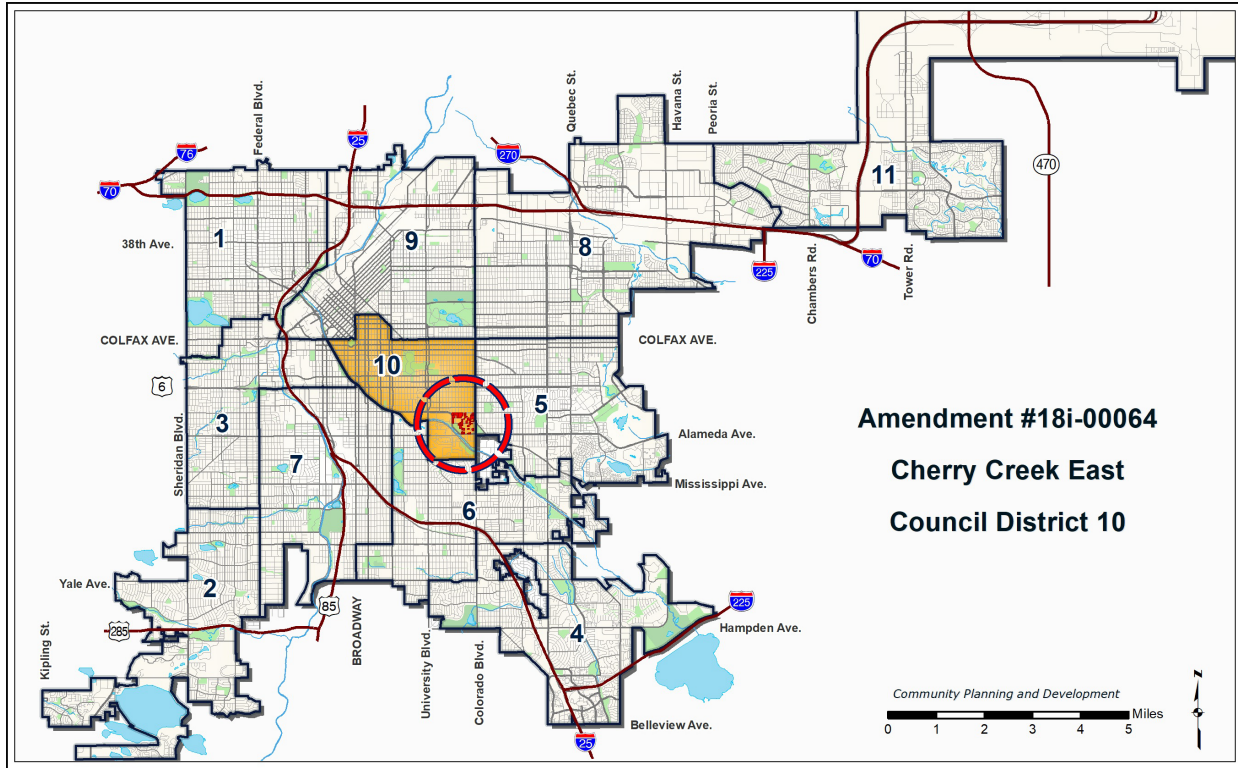 Federal Blvd.
Quebec St.
Havana St.
Peoria St.
76
25
270
70
470
11
1
9
8
38th Ave.
225
70
Chambers Rd.
Tower Rd.
COLFAX AVE.
COLFAX AVE.
10
6
5
3
Sheridan Blvd.
Alameda Ave.
7
Mississippi Ave.
6
Amendment #18i-00064
Cherry Creek East
Council District 10
Yale Ave.
2
85
285
225
Hampden Ave.
4
Kipling St.
BROADWAY
University Blvd.
Colorado Blvd.
Belleview Ave.
25
Community Planning and Development
Miles
0 1 2 3 4 5
N